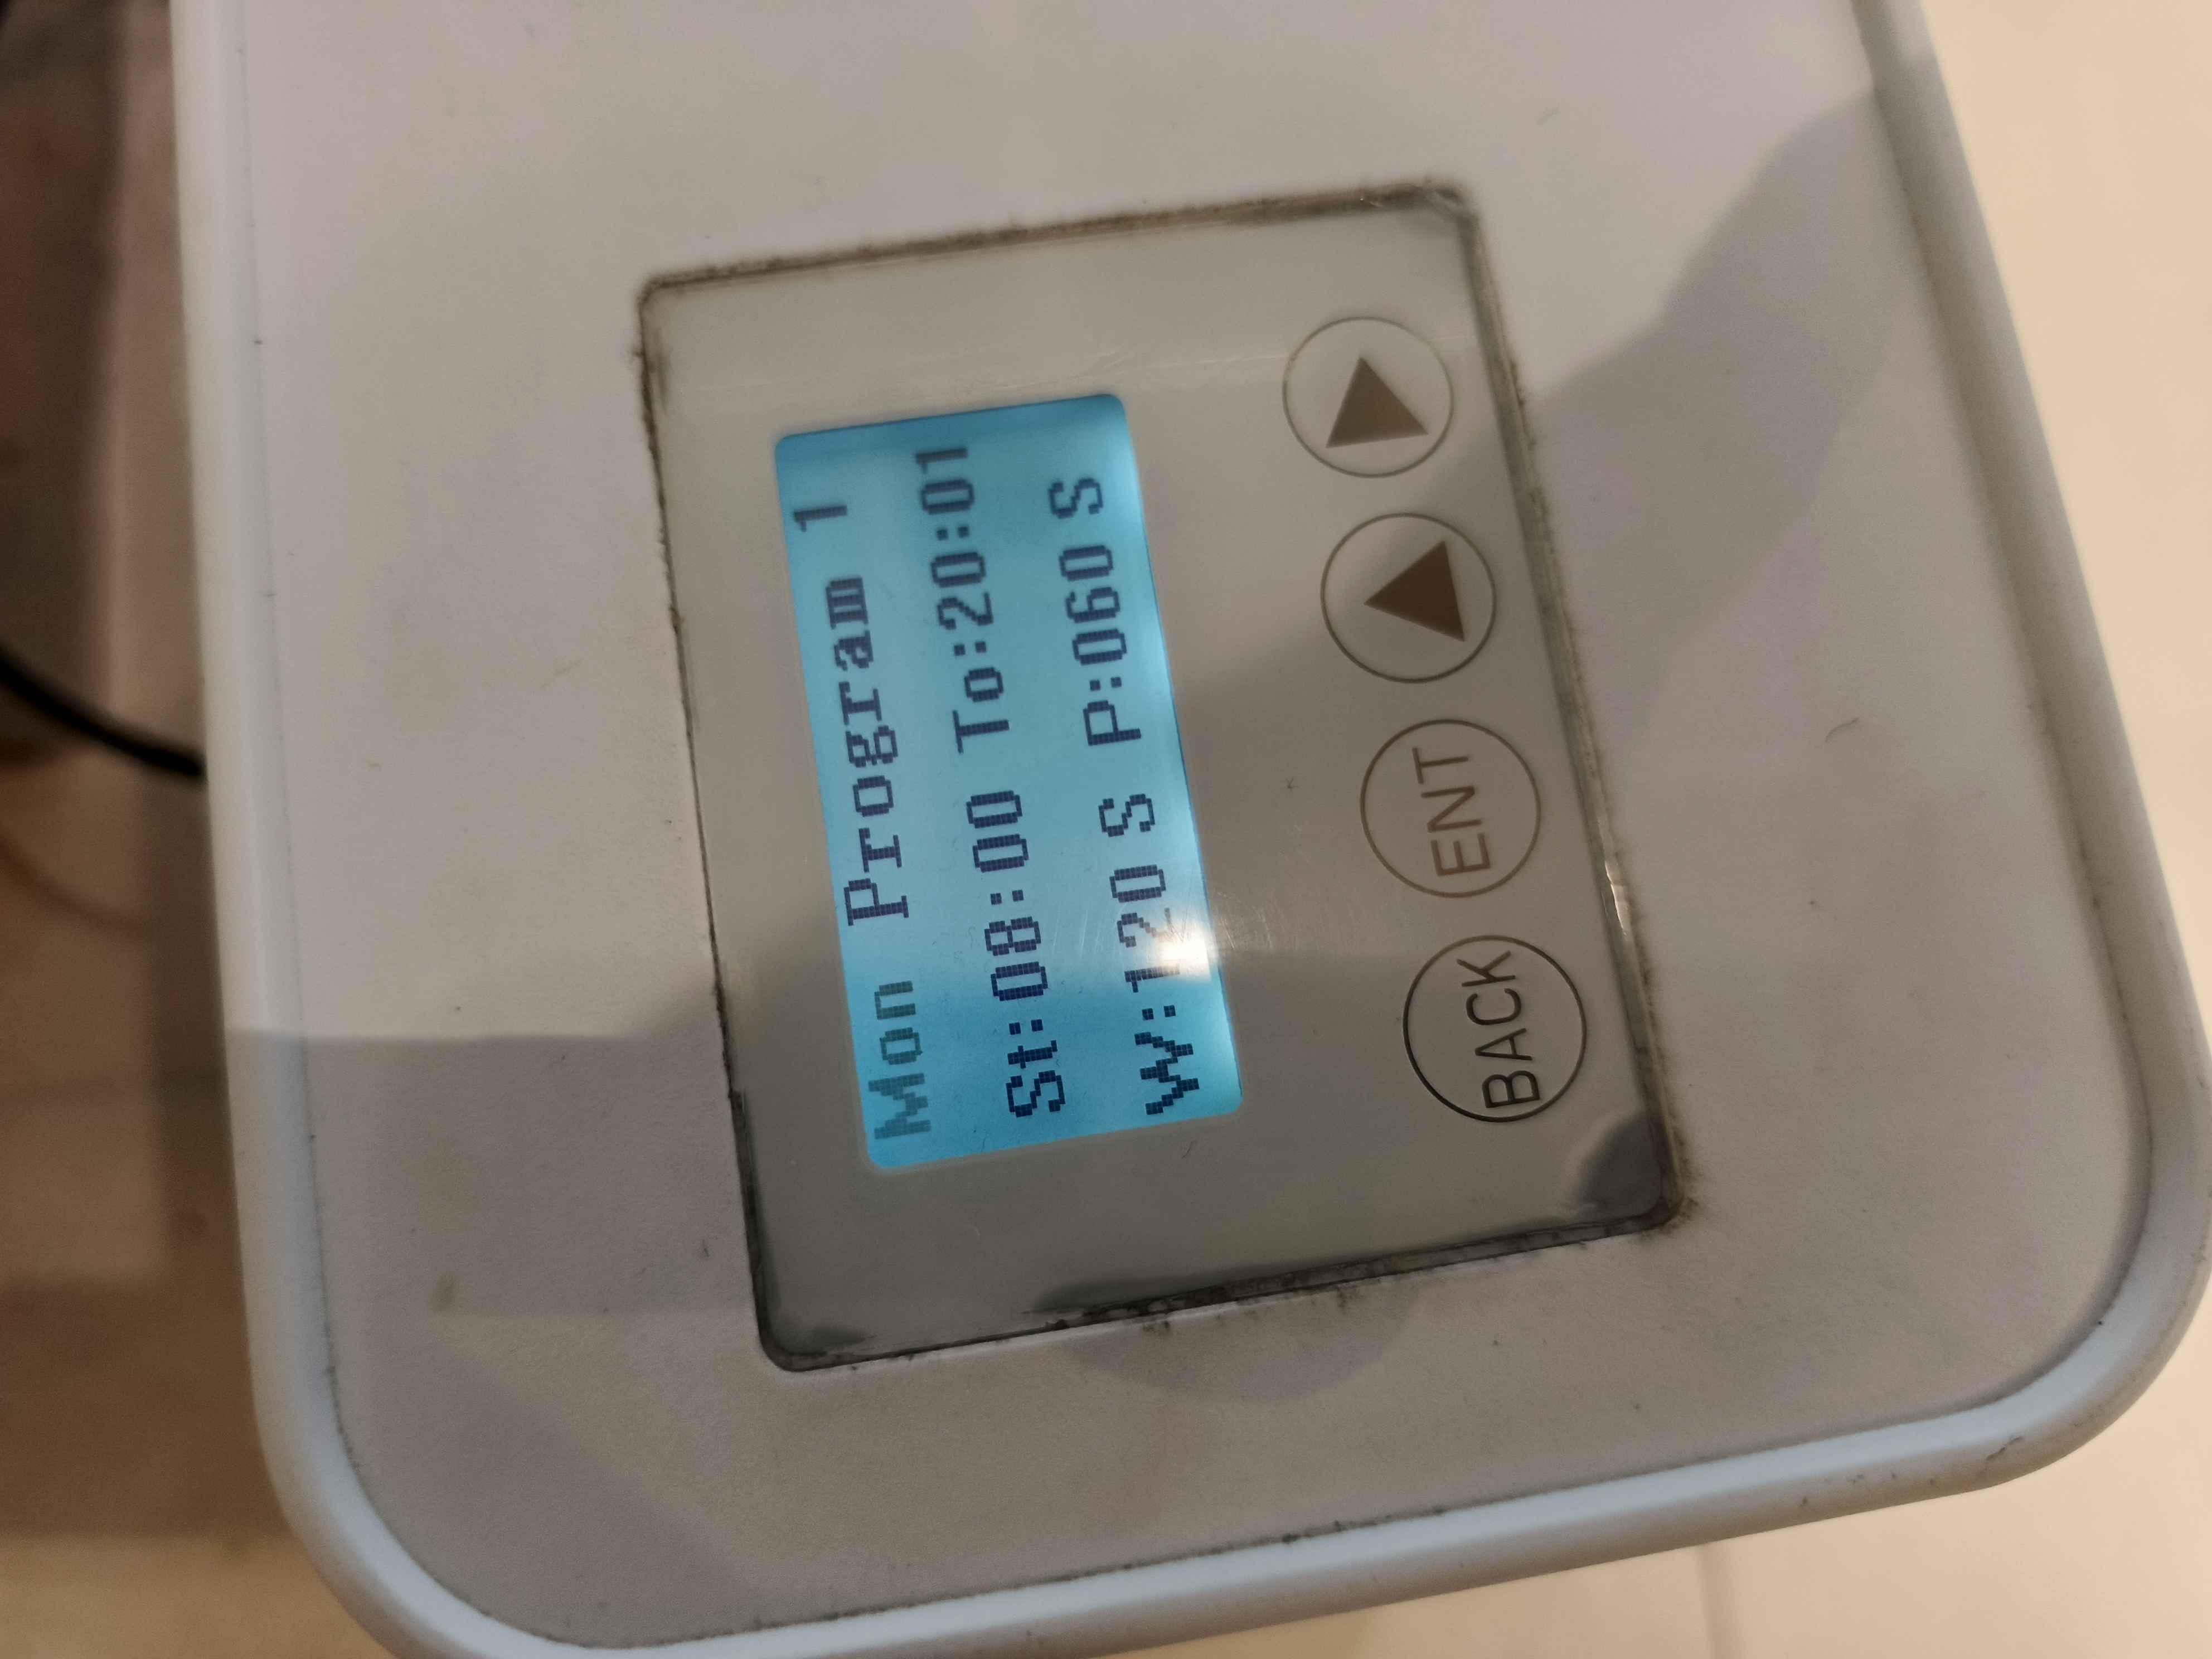 Mon Program 1
St:08:00 To:20:01
W:120 S P:060 S
BACK ENT